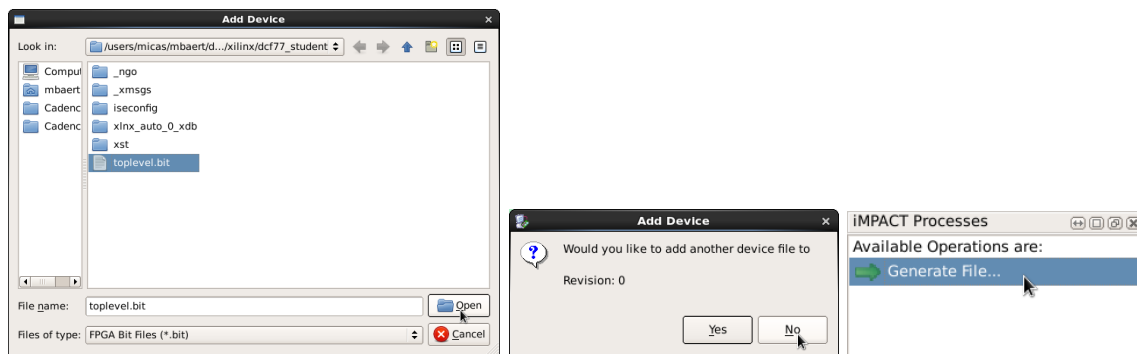 Add Device
Look in: /users/micas/mbaert/d.../xilinx/dcf77_student
Comput
mbaert
Cadenc
Cadenc
_ngo
_xmsgs
iseconfig
xlnx_auto_0_xdb
xst
toplevel.bit
File name: toplevel.bit Open
Files of type: FPGA Bit Files (*.bit) Cancel
Add Device
Would you like to add another device file to
Revision: 0
Yes No
iMPACT Processes
Available Operations are:
Generate File...